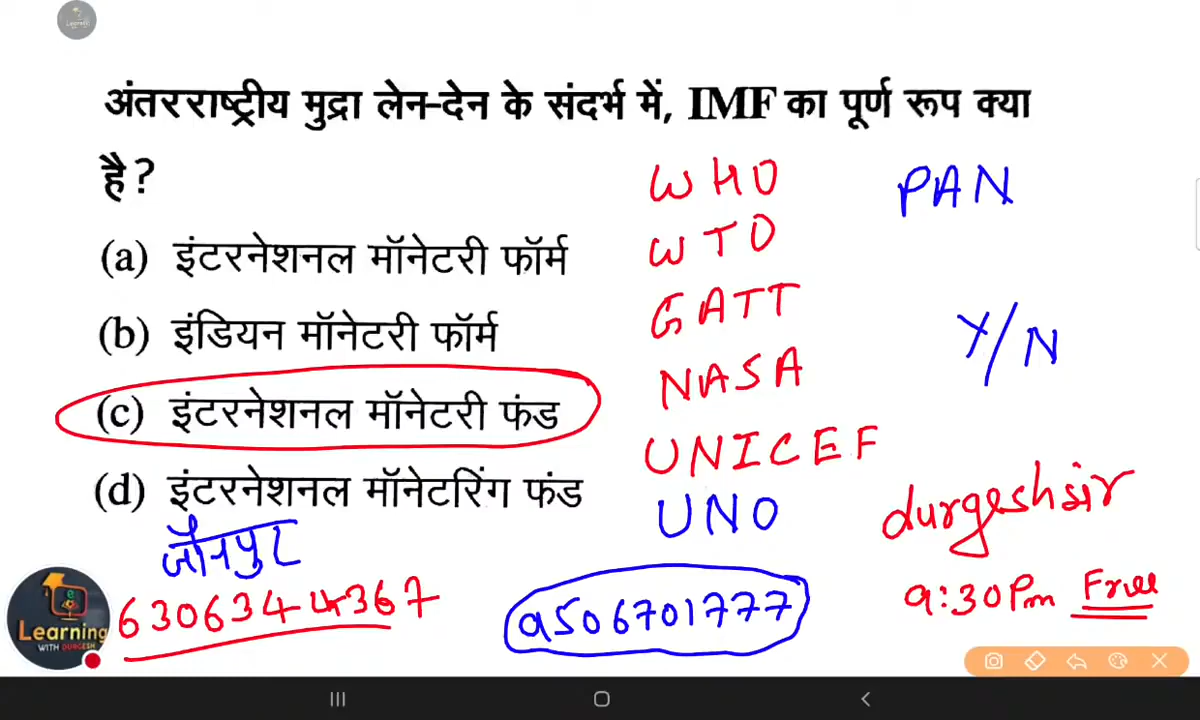 Learning
अंतरराष्ट्रीय मुद्रा लेन-देन के संदर्भ में, IMF का पूर्ण रूप क्या
है?
(a) इंटरनेशनल मॉनेटरी फॉर्म
(b) इंडियन मॉनेटरी फॉर्म
(c) इंटरनेशनल मॉनेटरी फंड
(d) इंटरनेशनल मॉनेटरिंग फंड
WHO
WTO
GATT
NASA
UNICEF
UNO
PAN
Y/N
durgeshsir
9:30Pm Free
जौनपुर
6306344367
9506701777
Learning
WITH DURGESH